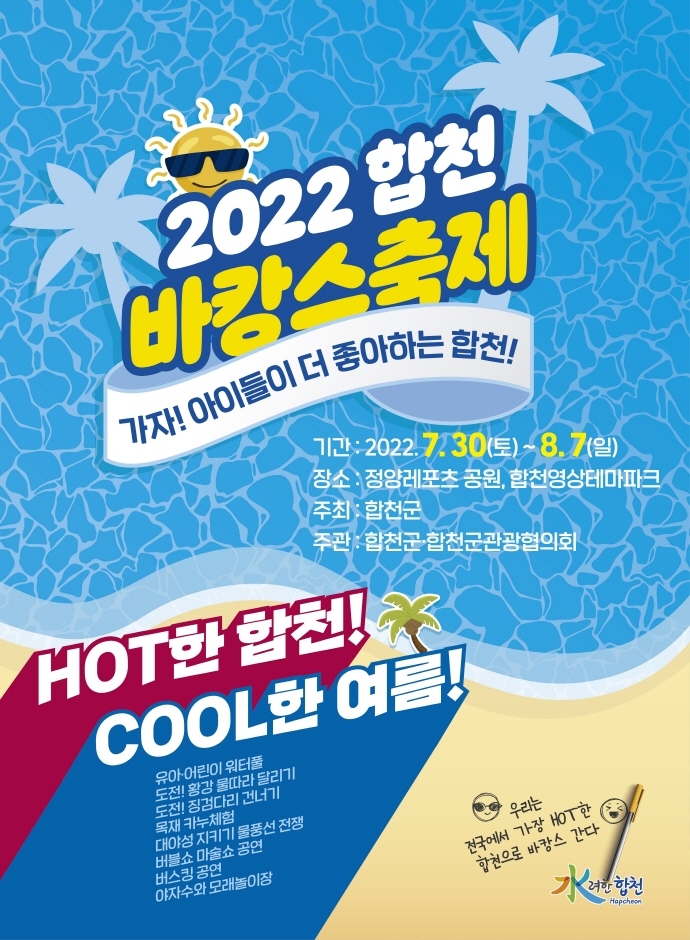 2022 합천
바캉스축제
가자! 아이들이 더 좋아하는 합천!
기간 : 2022. 7. 30(토) ~ 8. 7(일)
장소 : 정양레포츠 공원, 합천영상테마파크
주최 : 합천군
주관 : 합천군·합천군관광협의회
HOT한 합천!
COOL한 여름!
유아·어린이 워터풀
도전! 황강 물따라 달리기
도전! 징검다리 건너기
목재 카누체험
대야성 지키기 물풍선 전쟁
버블쇼 마술쇼 공연
버스킹 공연
야자수와 모래놀이장
우리는
전국에서 가장 HOT한
합천으로 바캉스 간다
水려한 합천
Hapcheon